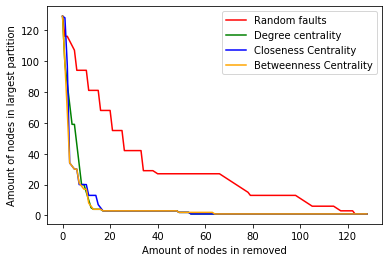 Random faults
Degree centrality
Closeness Centrality
Betweenness Centrality
Amount of nodes in largest partition
120
100
80
60
40
20
0
0
20
40
60
80
100
120
Amount of nodes in removed